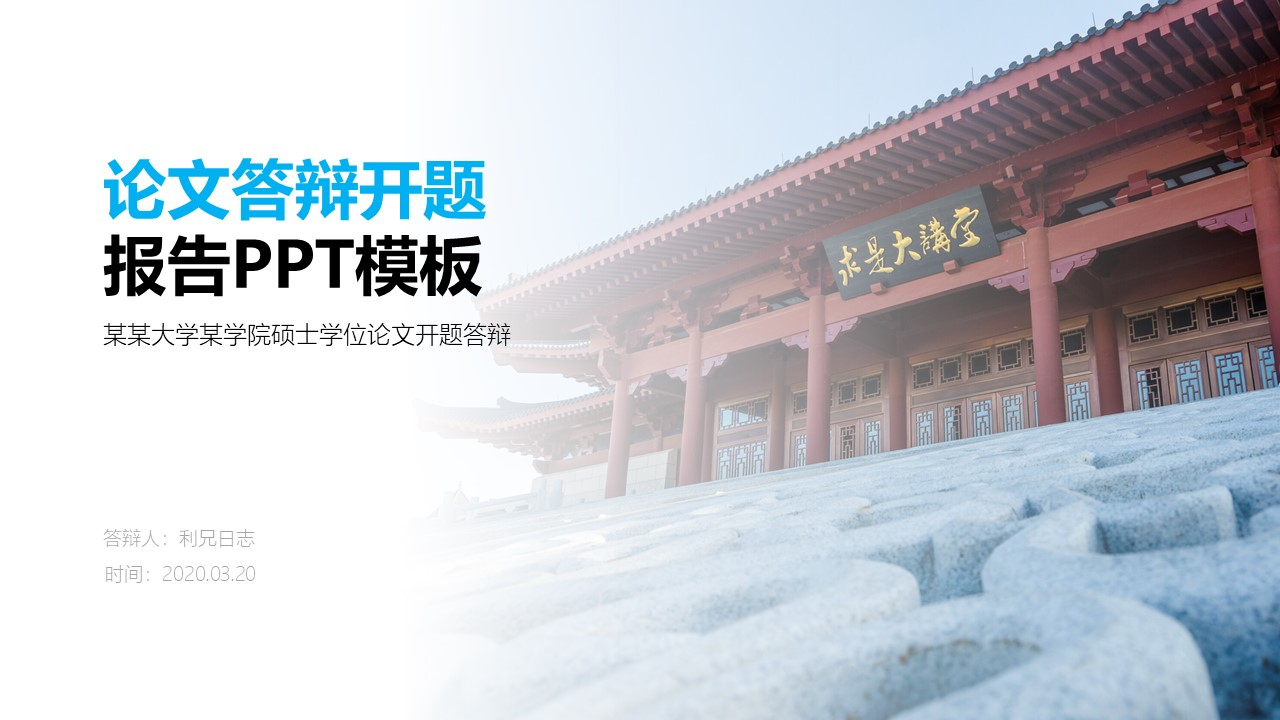 论文答辩开题
报告PPT模板
某某大学某学院硕士学位论文开题答辩
求是大講堂
答辩人：利兄日志
时间：2020.03.20